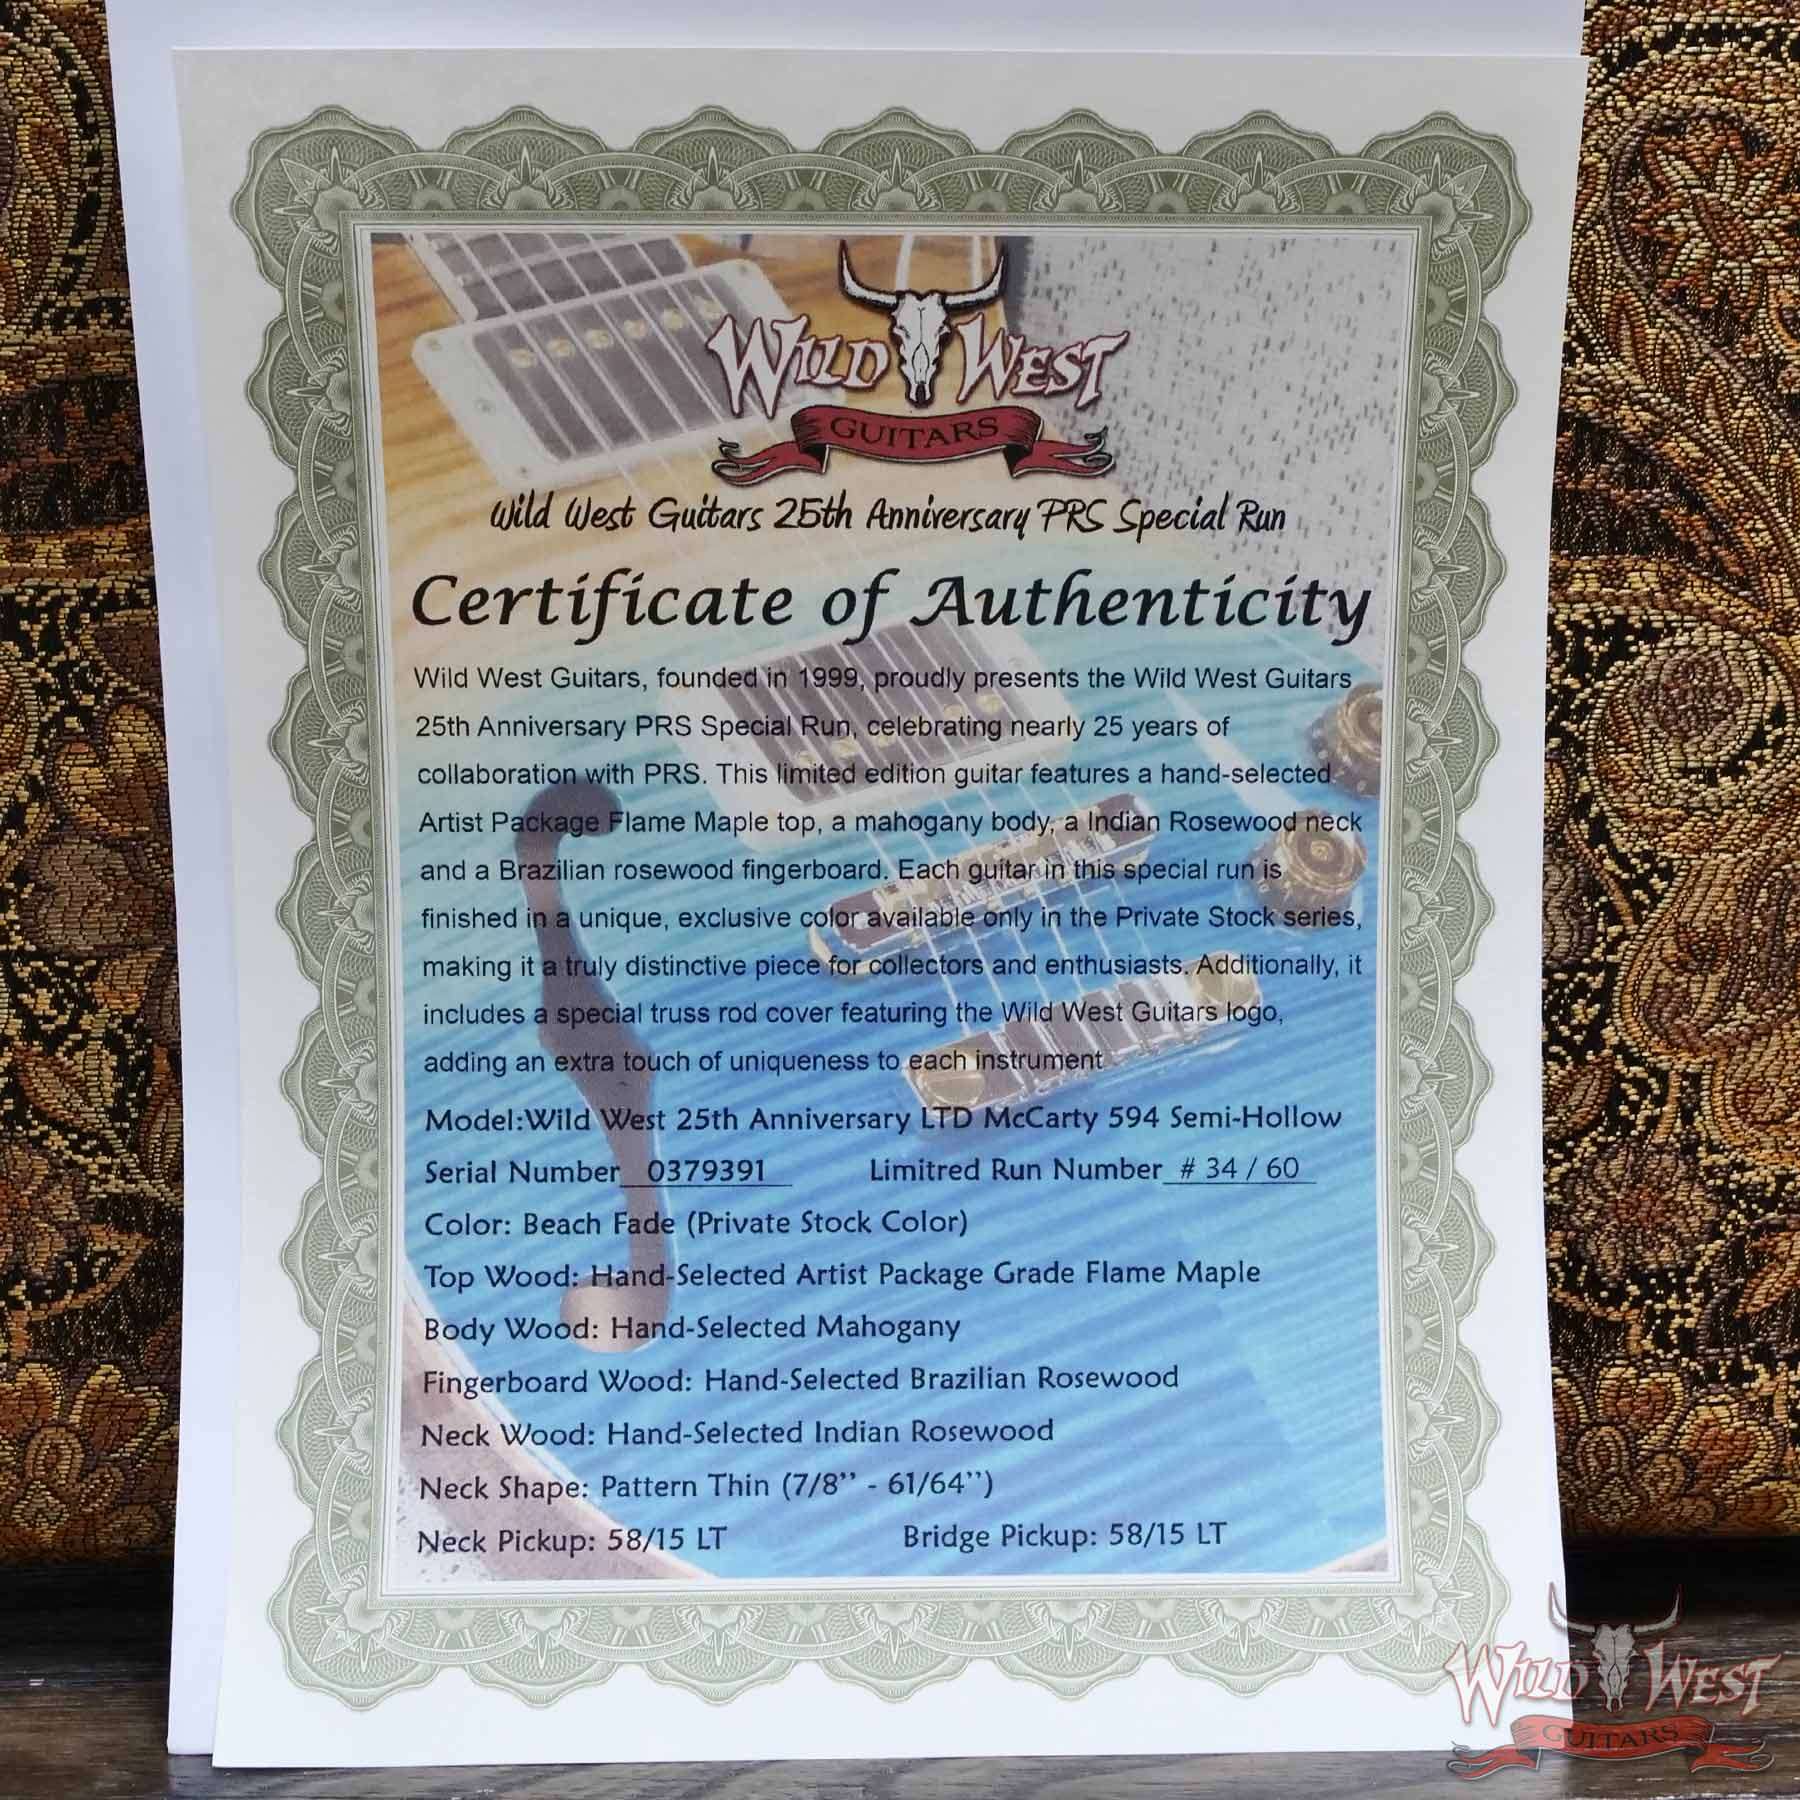 WILD WEST
GUITARS
Wild West Guitars 25th Anniversary PRS Special Run
Certificate of Authenticity
Wild West Guitars, founded in 1999, proudly presents the Wild West Guitars
25th Anniversary PRS Special Run, celebrating nearly 25 years of
collaboration with PRS. This limited edition guitar features a hand-selected
Artist Package Flame Maple top, a mahogany body, a Indian Rosewood neck
and a Brazilian rosewood fingerboard. Each guitar in this special run is
finished in a unique, exclusive color available only in the Private Stock series,
making it a truly distinctive piece for collectors and enthusiasts. Additionally, it
includes a special truss rod cover featuring the Wild West Guitars logo,
adding an extra touch of uniqueness to each instrument
Model:Wild West 25th Anniversary LTD McCarty 594 Semi-Hollow
Serial Number 0379391 Limitred Run Number # 34 / 60
Color: Beach Fade (Private Stock Color)
Top Wood: Hand-Selected Artist Package Grade Flame Maple
Body Wood: Hand-Selected Mahogany
Fingerboard Wood: Hand-Selected Brazilian Rosewood
Neck Wood: Hand-Selected Indian Rosewood
Neck Shape: Pattern Thin (7/8’’ - 61/64’’)
Neck Pickup: 58/15 LT Bridge Pickup: 58/15 LT
WILD WEST
GUITARS